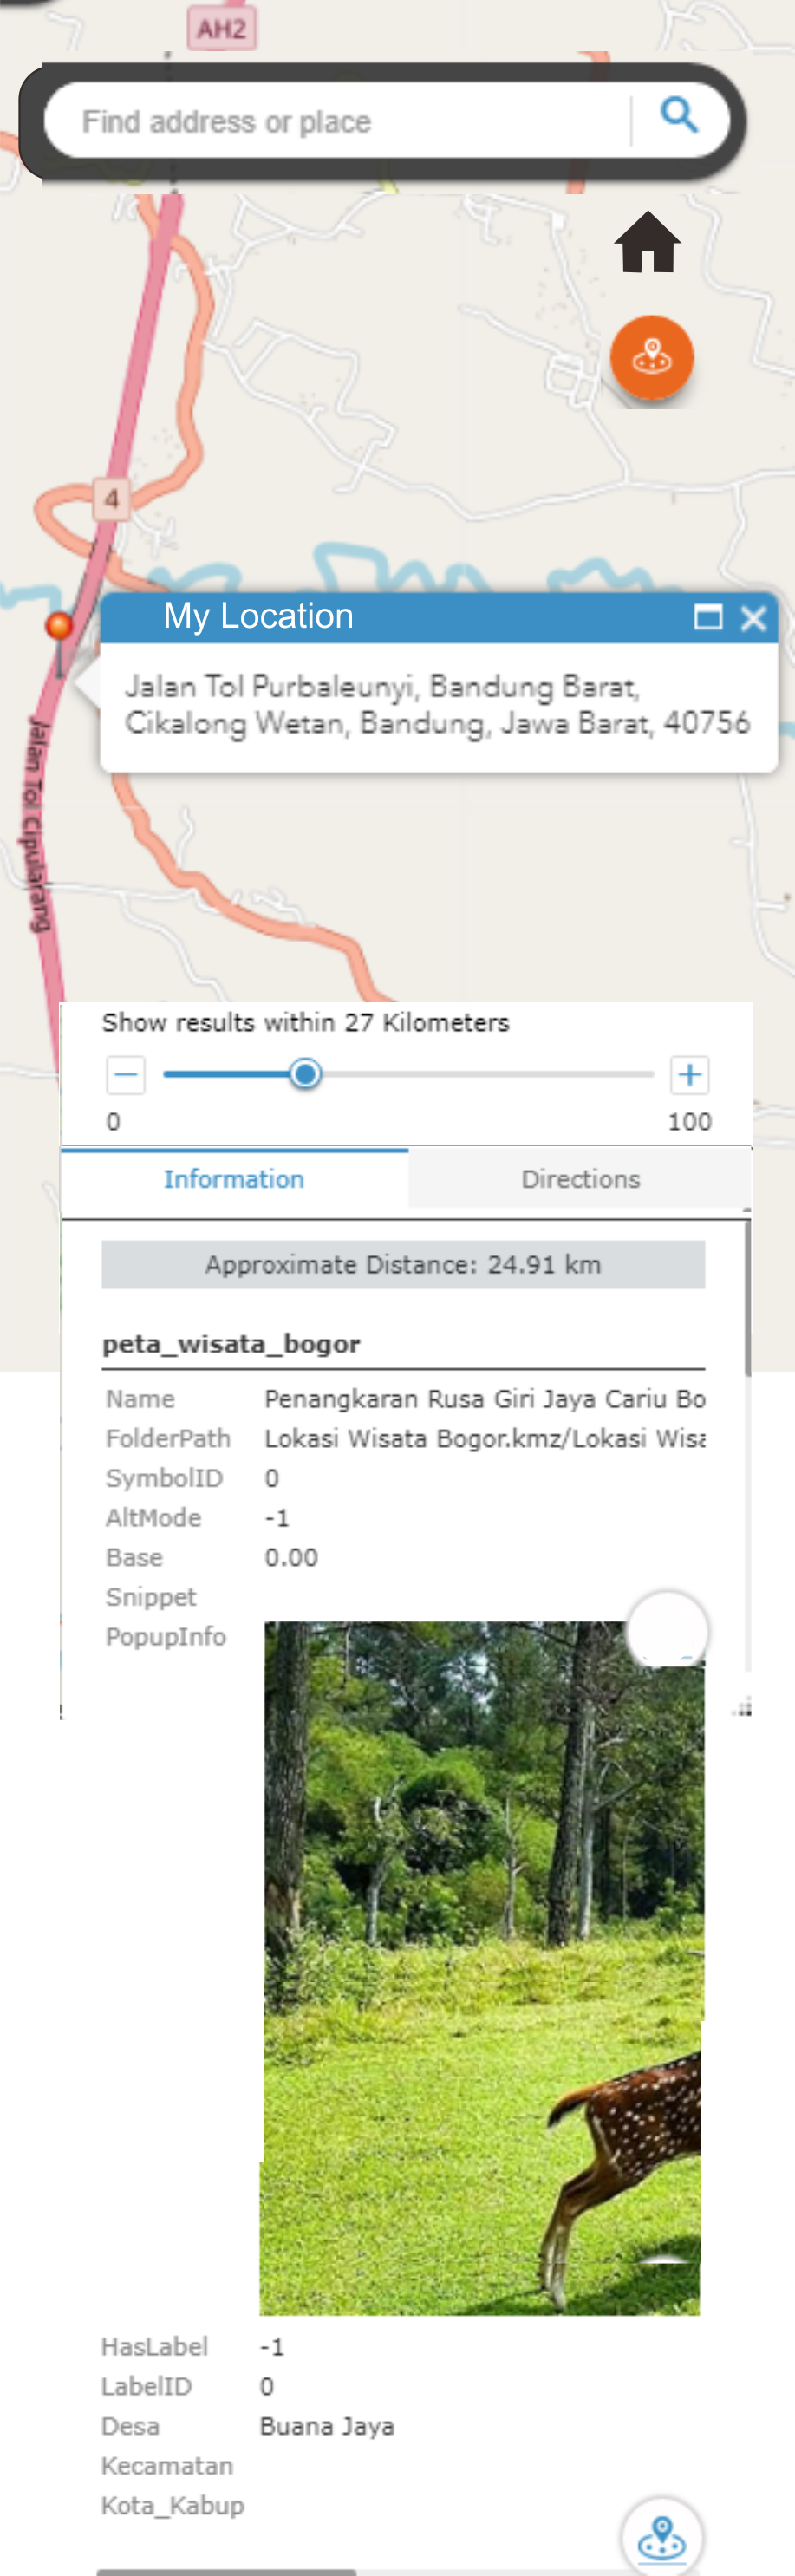 AH2
Find address or place
4
My Location
Jalan Tol Purbaleunyi, Bandung Barat,
Cikalong Wetan, Bandung, Jawa Barat, 40756
Jalan Tol Cipularang
Show results within 27 Kilometers
0 100
Information Directions
Approximate Distance: 24.91 km
peta_wisata_bogor
Name Penangkaran Rusa Giri Jaya Cariu Bo
FolderPath Lokasi Wisata Bogor.kmz/Lokasi Wisa
SymbolID 0
AltMode -1
Base 0.00
Snippet
PopupInfo
HasLabel -1
LabelID 0
Desa Buana Jaya
Kecamatan
Kota_Kabup